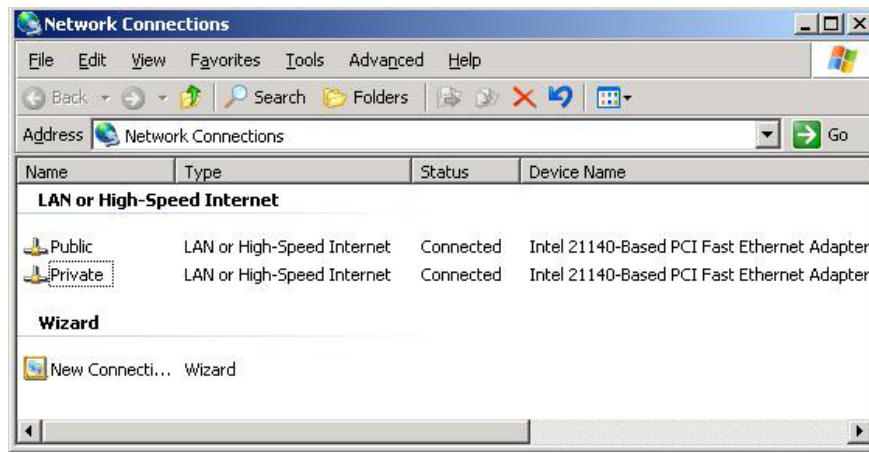 Network Connections
File Edit View Favorites Tools Advanced Help
Back Search Folders
Address Network Connections Go
Name Type Status Device Name
LAN or High-Speed Internet
Public LAN or High-Speed Internet Connected Intel 21140-Based PCI Fast Ethernet Adapter
Private LAN or High-Speed Internet Connected Intel 21140-Based PCI Fast Ethernet Adapter
Wizard
New Connecti... Wizard